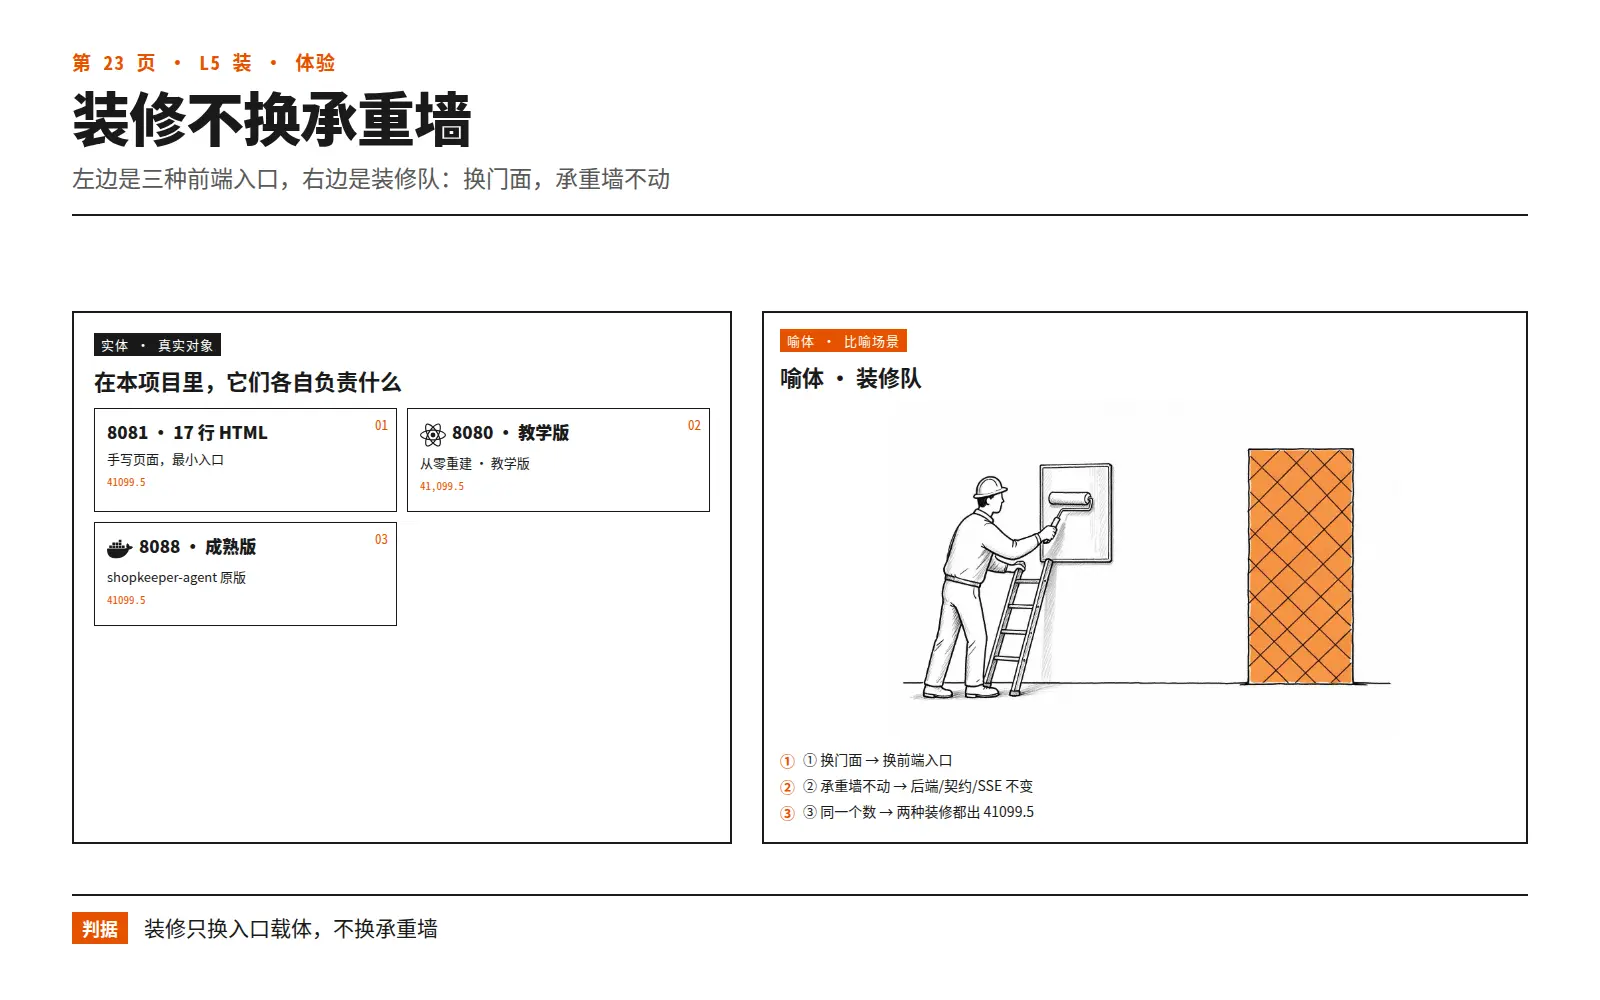 第 23 页 · L5 装 · 体验
装修不换承重墙
左边是三种前端入口，右边是装修队：换门面，承重墙不动
实体 · 真实对象
在本项目里，它们各自负责什么
8081 · 17 行 HTML
01
手写页面，最小入口
41099.5
8080 · 教学版
02
从零重建 · 教学版
41,099.5
8088 · 成熟版
03
shopkeeper-agent 原版
41099.5
喻体 · 比喻场景
喻体 · 装修队
① ① 换门面 → 换前端入口
② ② 承重墙不动 → 后端/契约/SSE 不变
③ ③ 同一个数 → 两种装修都出 41099.5
判据 装修只换入口载体，不换承重墙